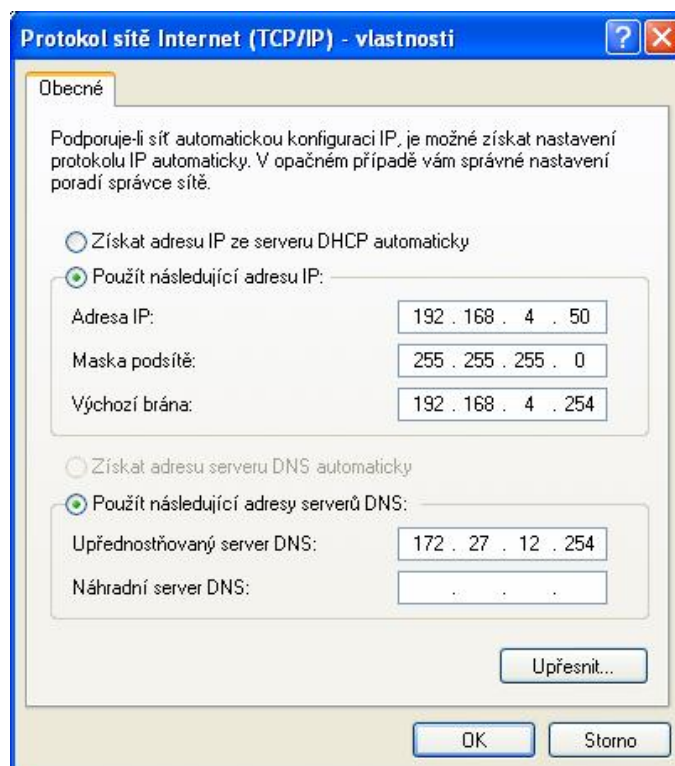 Protokol sítě Internet (TCP/IP) - vlastnosti
Obecné
Podporuje-li síť automatickou konfiguraci IP, je možné získat nastavení
protokolu IP automaticky. V opačném případě vám správné nastavení
poradí správce sítě.
Získat adresu IP ze serveru DHCP automaticky
Použít následující adresu IP:
Adresa IP: 192 . 168 . 4 . 50
Maska podsítě: 255 . 255 . 255 . 0
Výchozí brána: 192 . 168 . 4 . 254
Získat adresu serveru DNS automaticky
Použít následující adresy serverů DNS:
Upřednostňovaný server DNS: 172 . 27 . 12 . 254
Náhradní server DNS: . . .
Upřesnit...
OK Storno